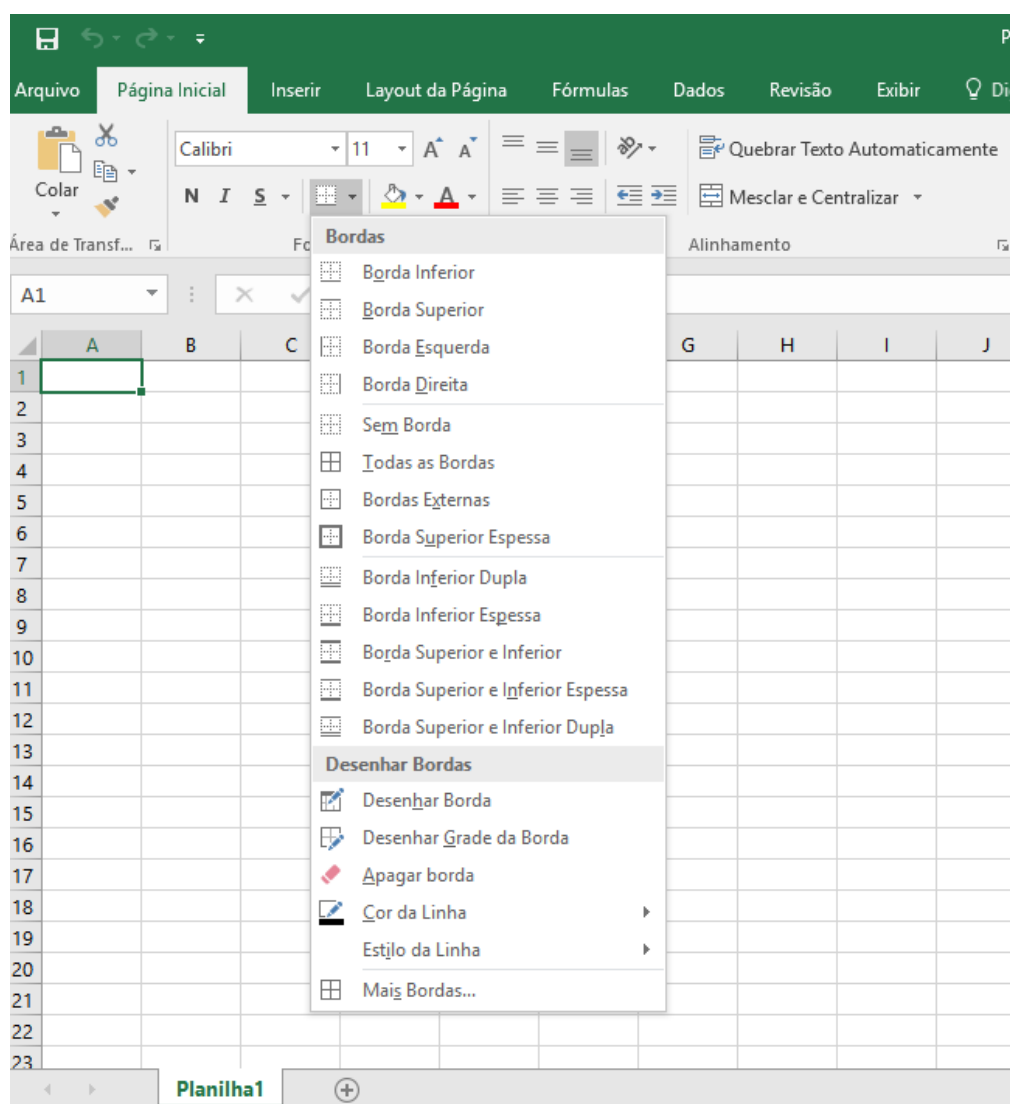 P
Arquivo Página Inicial Inserir Layout da Página Fórmulas Dados Revisão Exibir Di
Calibri 11 A A Quebrar Texto Automaticamente
Colar N I S A Mesclar e Centralizar
Área de Transf... Fo Alinhamento
Bordas
A1
Borda Inferior
Borda Superior
Borda Esquerda
Borda Direita
Sem Borda
Todas as Bordas
Bordas Externas
Borda Superior Espessa
Borda Inferior Dupla
Borda Inferior Espessa
Borda Superior e Inferior
Borda Superior e Inferior Espessa
Borda Superior e Inferior Dupla
Desenhar Bordas
Desenhar Borda
Desenhar Grade da Borda
Apagar borda
Cor da Linha
Estilo da Linha
Mais Bordas...
A B C G H I J
1
2
3
4
5
6
7
8
9
10
11
12
13
14
15
16
17
18
19
20
21
22
23
Planilha1